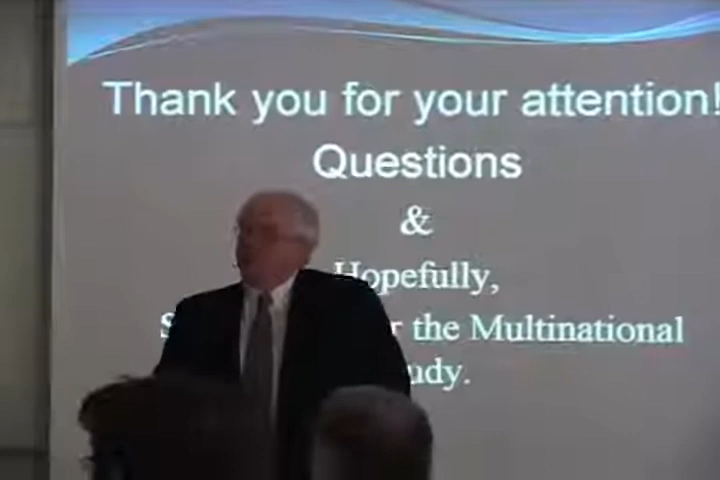 Thank you for your attention!
Questions
&
Hopefully,
the Multinational